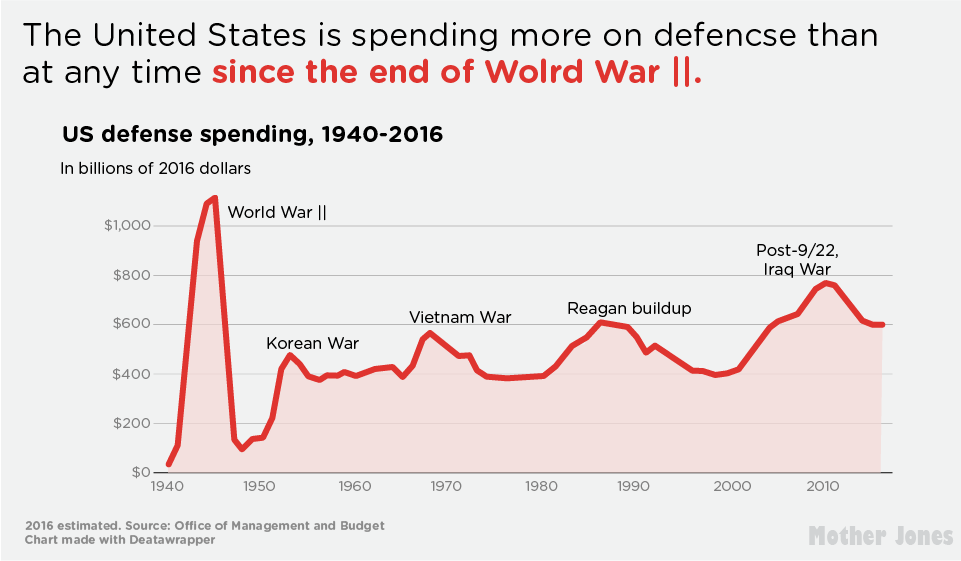 The United States is spending more on defencse than
at any time since the end of Wolrd War ||.
US defense spending, 1940-2016
In billions of 2016 dollars
World War ||
$1,000
Post-9/22,
Iraq War
$800
Reagan buildup
Vietnam War
$600
Korean War
$400
$200
$0
1940 1950 1960 1970 1980 1990 2000 2010
2016 estimated. Source: Office of Management and Budget
Chart made with Deatawrapper
Mother Jones